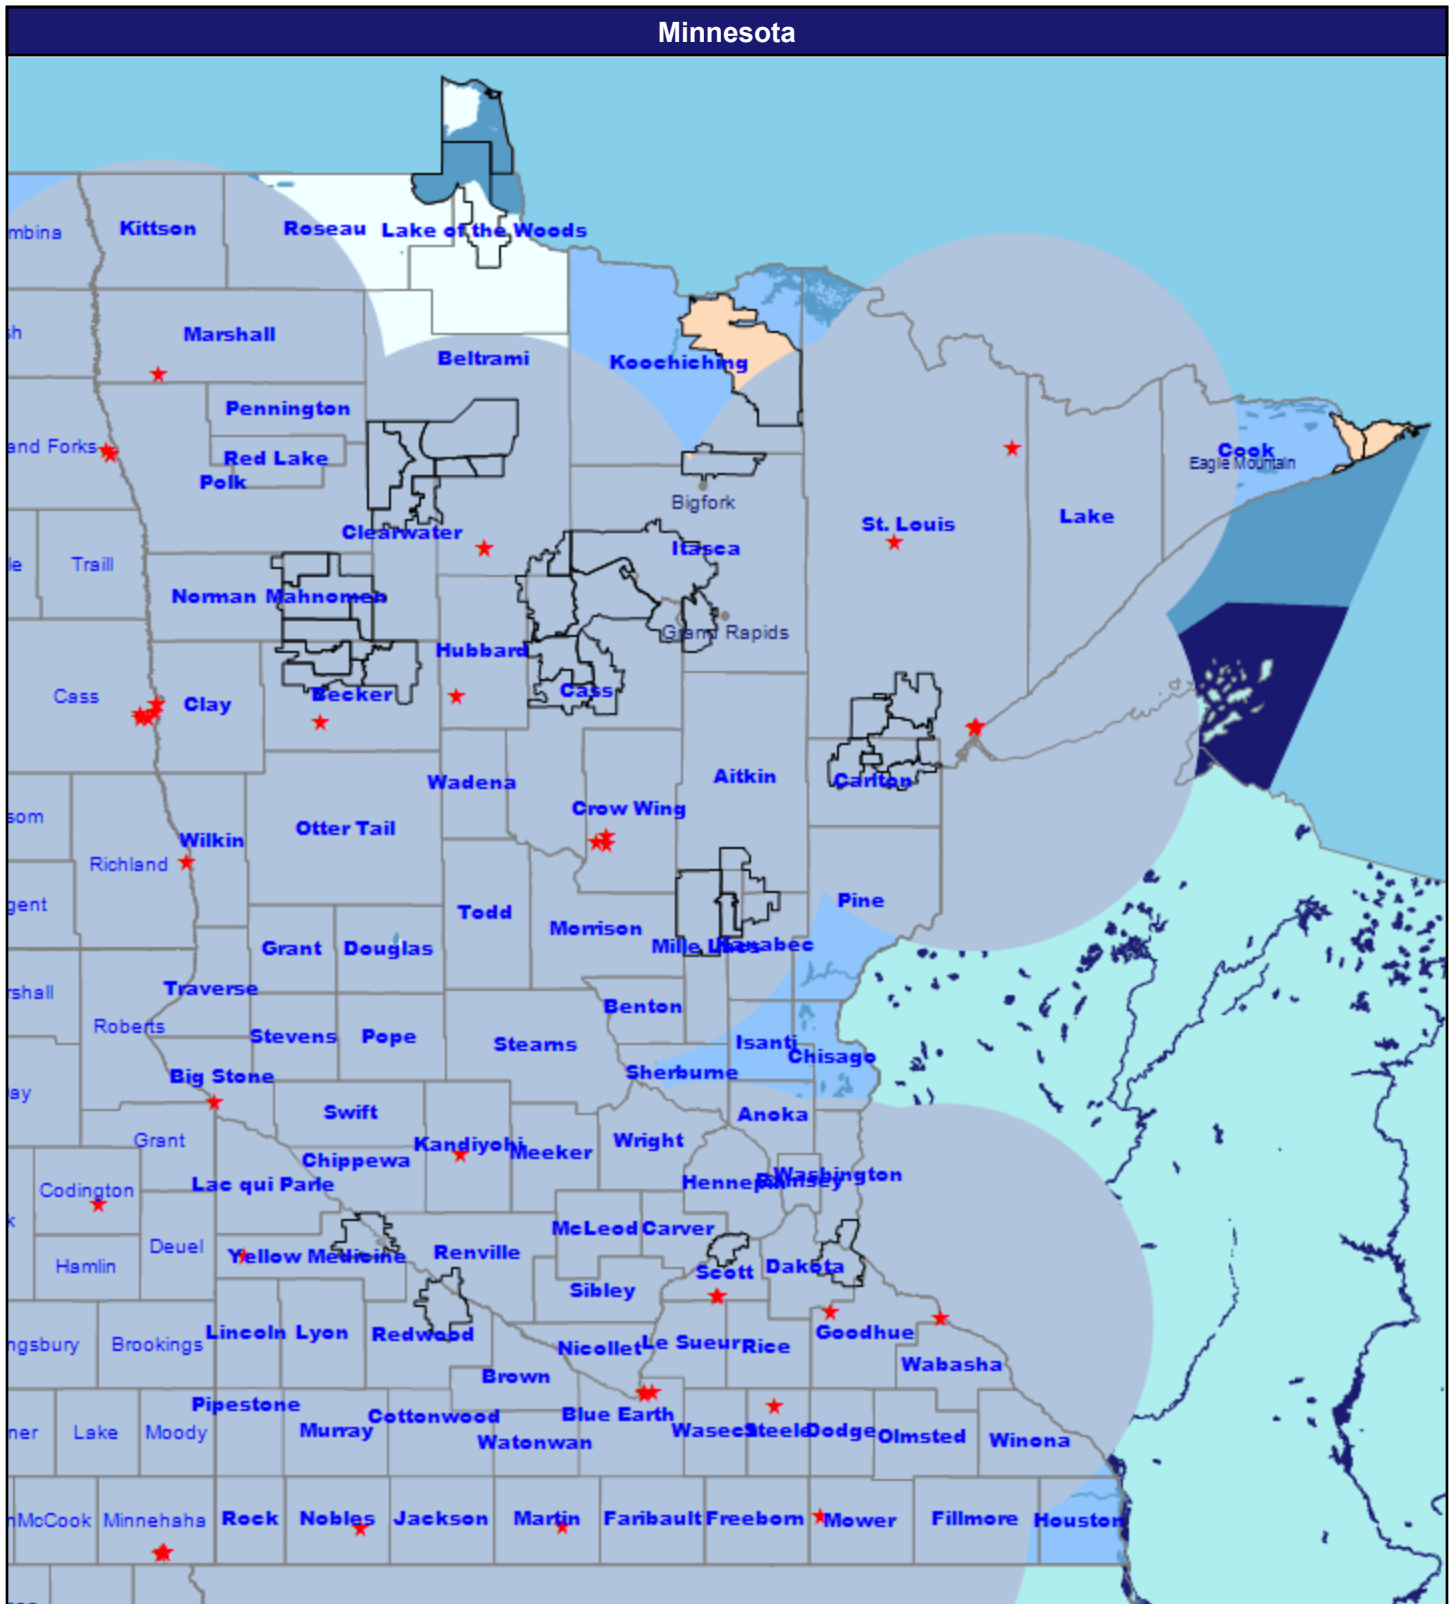 Minnesota
mbina
Kittson
Roseau
Lake of the Woods
sh
Marshall
Beltrami
Koochiching
Pennington
and Forks
Red Lake
Polk
Cook
Eagle Mountain
Bigfork
Lake
St. Louis
Clearwater
Itasca
le
Traill
Norman
Mahnomen
Grand Rapids
Hubbard
Cass
Clay
Becker
Cass
Wadena
Aitkin
Carlton
Crow Wing
som
Otter Tail
Wilkin
Richland
gent
Pine
Todd
Morrison
Grant
Douglas
Mille Lacs
Kanabec
rshall
Traverse
Roberts
Benton
Stevens
Pope
Stearns
Isanti
Chisago
Big Stone
Sherburne
ay
Swift
Anoka
Grant
Kandiyohi
Meeker
Wright
Chippewa
Lac qui Parle
Codington
Hennepin
Ramsey
Washington
k
McLeod
Carver
Deuel
Yellow Medicine
Renville
Hamlin
Scott
Dakota
Sibley
ngsbury
Brookings
Lincoln
Lyon
Redwood
Nicollet
Le Sueur
Rice
Goodhue
Wabasha
Brown
Pipestone
Cottonwood
Blue Earth
ner
Lake
Moody
Murray
Watonwan
Waseca
Steele
Dodge
Olmsted
Winona
McCook
Minnehaha
Rock
Nobles
Jackson
Martin
Faribault
Freeborn
Mower
Fillmore
Houston